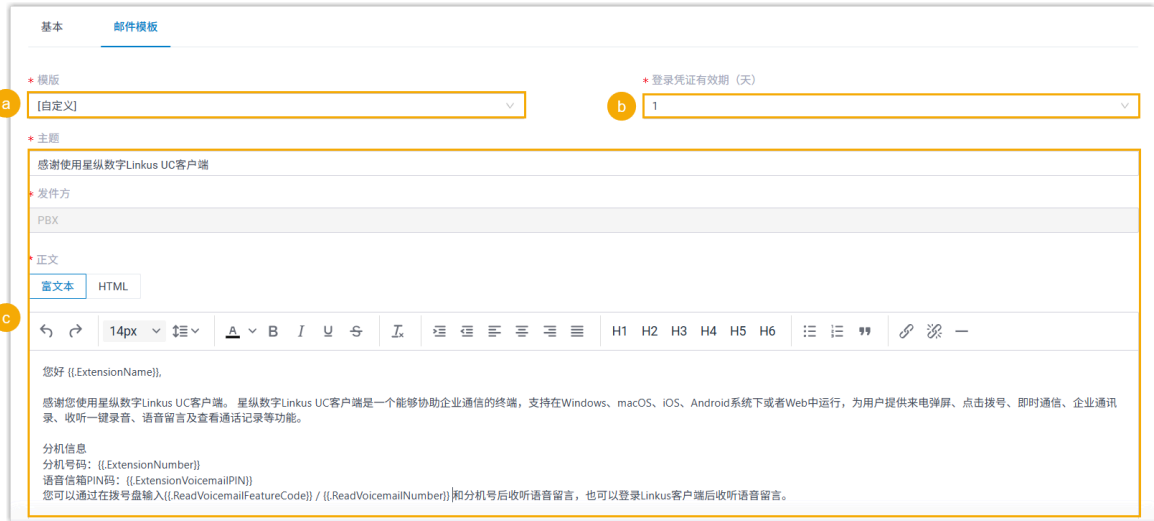 基本 邮件模板
* 模版 * 登录凭证有效期（天）
a [自定义] b 1
* 主题
感谢使用星纵数字Linkus UC客户端
* 发件方
PBX
* 正文
富文本 HTML
c
14px A B I U S Tx H1 H2 H3 H4 H5 H6
您好 {{.ExtensionName}},
感谢您使用星纵数字Linkus UC客户端。 星纵数字Linkus UC客户端是一个能够协助企业通信的终端，支持在Windows、macOS、iOS、Android系统下或者Web中运行，为用户提供来电弹屏、点击拨号、即时通信、企业通讯
录、收听一键录音、语音留言及查看通话记录等功能。
分机信息
分机号码：{{.ExtensionNumber}}
语音信箱PIN码：{{.ExtensionVoicemailPIN}}
您可以通过在拨号盘输入{{.ReadVoicemailFeatureCode}} / {{.ReadVoicemailNumber}} 和分机号后收听语音留言，也可以登录Linkus客户端后收听语音留言。